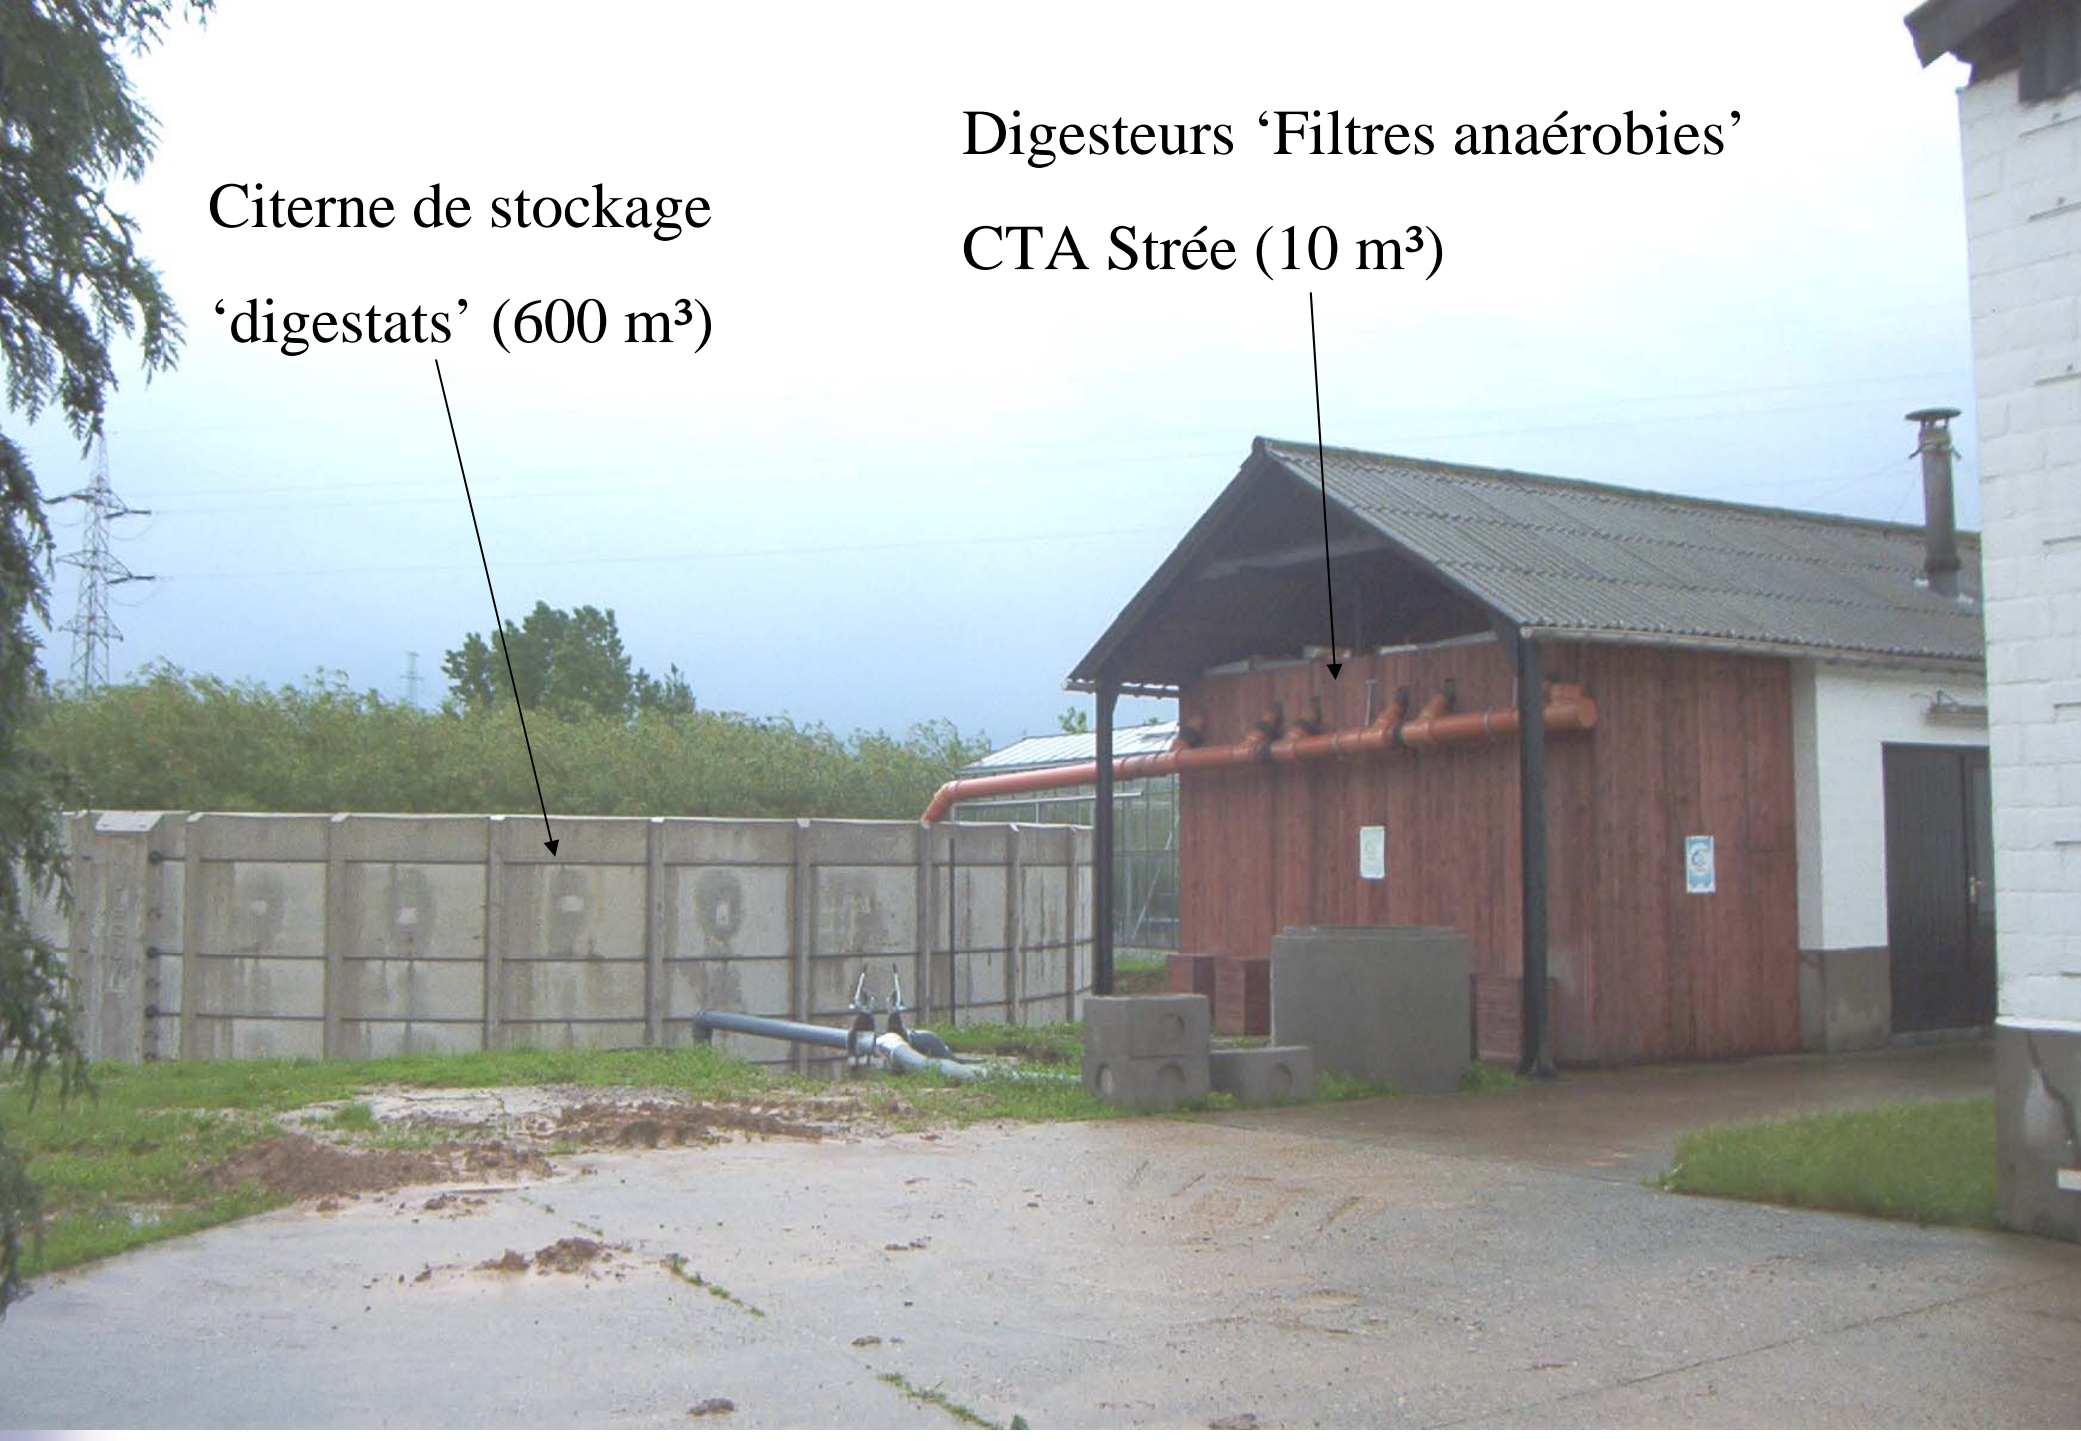 Citerne de stockage
‘digestats’ (600 m³)
Digesteurs ‘Filtres anaérobies’
CTA Strée (10 m³)